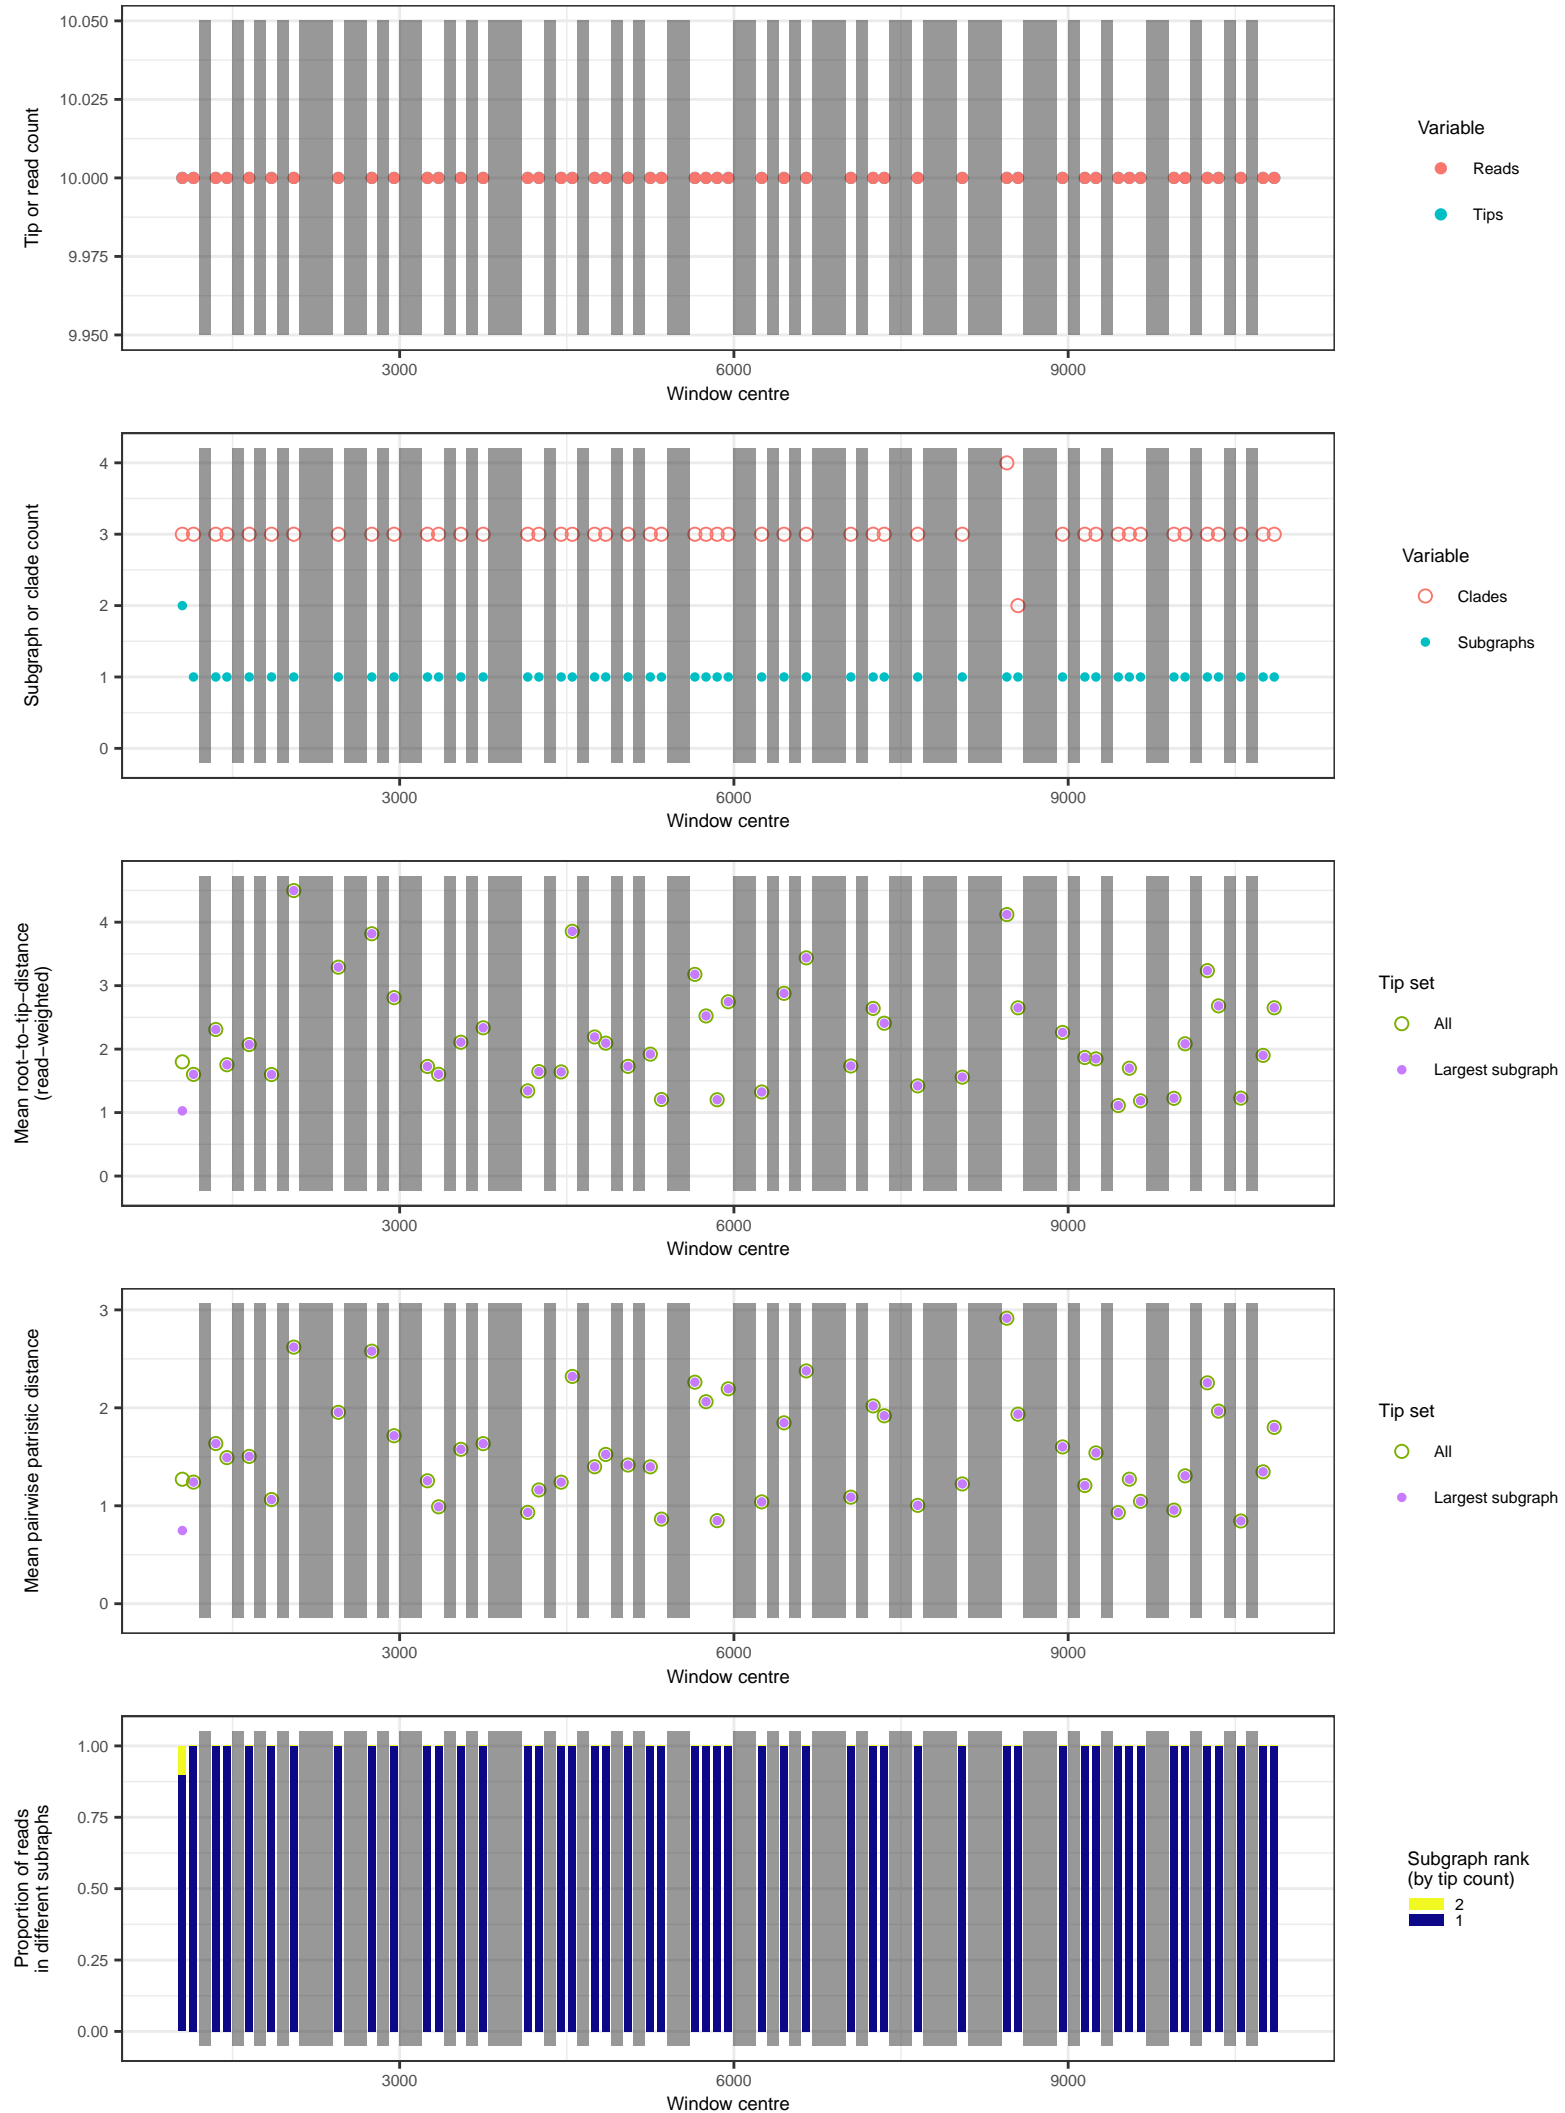 10.050
10.025
10.000
9.975
9.950
Tip or read count
3000 6000 9000
Window centre
Variable
Reads
Tips
4
3
2
1
0
Subgraph or clade count
3000 6000 9000
Window centre
Variable
Clades
Subgraphs
4
3
2
1
0
Mean root−to−tip−distance
(read−weighted)
3000 6000 9000
Window centre
Tip set
All
Largest subgraph
3
2
1
0
Mean pairwise patristic distance
3000 6000 9000
Window centre
Tip set
All
Largest subgraph
1.00
0.75
0.50
0.25
0.00
Proportion of reads
in different subraphs
3000 6000 9000
Window centre
Subgraph rank
(by tip count)
2
1